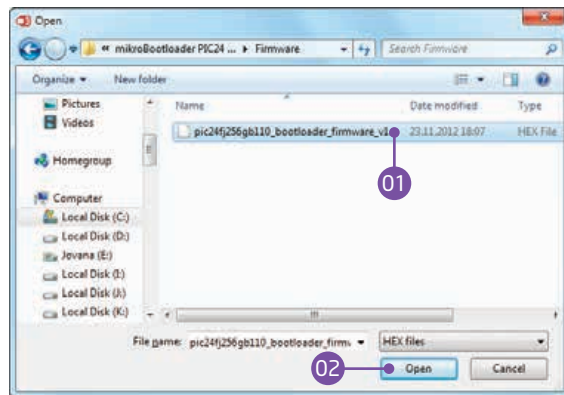 Open
« mikroBootloader PIC24 ... ▸ Firmware
Search Firmware
Organize ▾ New folder
Name Date modified Type
Pictures
Videos
pic24fj256gb110_bootloader_firmware_v1 23.11.2012 18:07 HEX File
01
Homegroup
Computer
Local Disk (C:)
Local Disk (D:)
Jovana (E:)
Local Disk (I:)
Local Disk (J:)
Local Disk (K:)
File name: pic24fj256gb110_bootloader_firm HEX files
02
Open Cancel